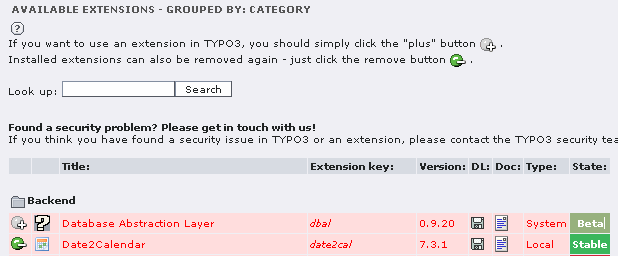 AVAILABLE EXTENSIONS - GROUPED BY: CATEGORY
?
If you want to use an extension in TYPO3, you should simply click the "plus" button .
Installed extensions can also be removed again - just click the remove button .
Look up: Search
Found a security problem? Please get in touch with us!
If you think you have found a security issue in TYPO3 or an extension, please contact the TYPO3 security tea
Title: Extension key: Version: DL: Doc: Type: State:
Backend
? Database Abstraction Layer dbal 0.9.20 System Beta
Date2Calendar date2cal 7.3.1 Local Stable